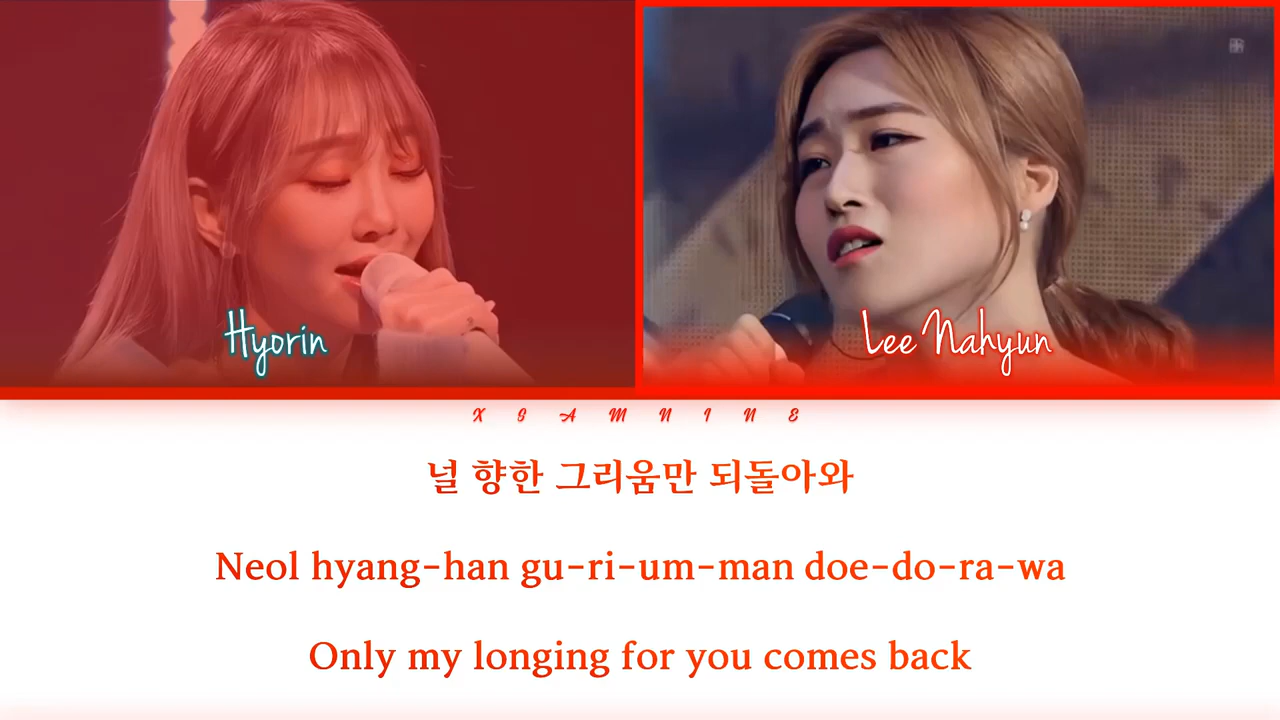 Hyorin
Lee Nahyun
X G A M N I N E
널 향한 그리움만 되돌아와
Neol hyang-han gu-ri-um-man doe-do-ra-wa
Only my longing for you comes back